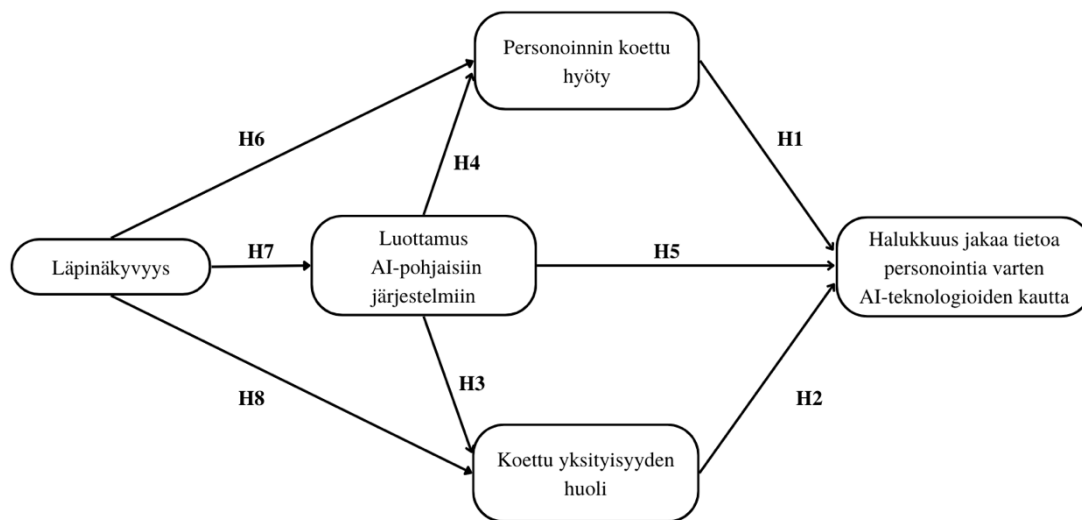 Personoinnin koettu
hyöty
H6
H1
H4
Läpinäkyvyys
H7
Luottamus
AI-pohjaisiin
järjestelmiin
H5
Halukkuus jakaa tietoa
personointia varten
AI-teknologioiden kautta
H3
H8
H2
Koettu yksityisyyden
huoli